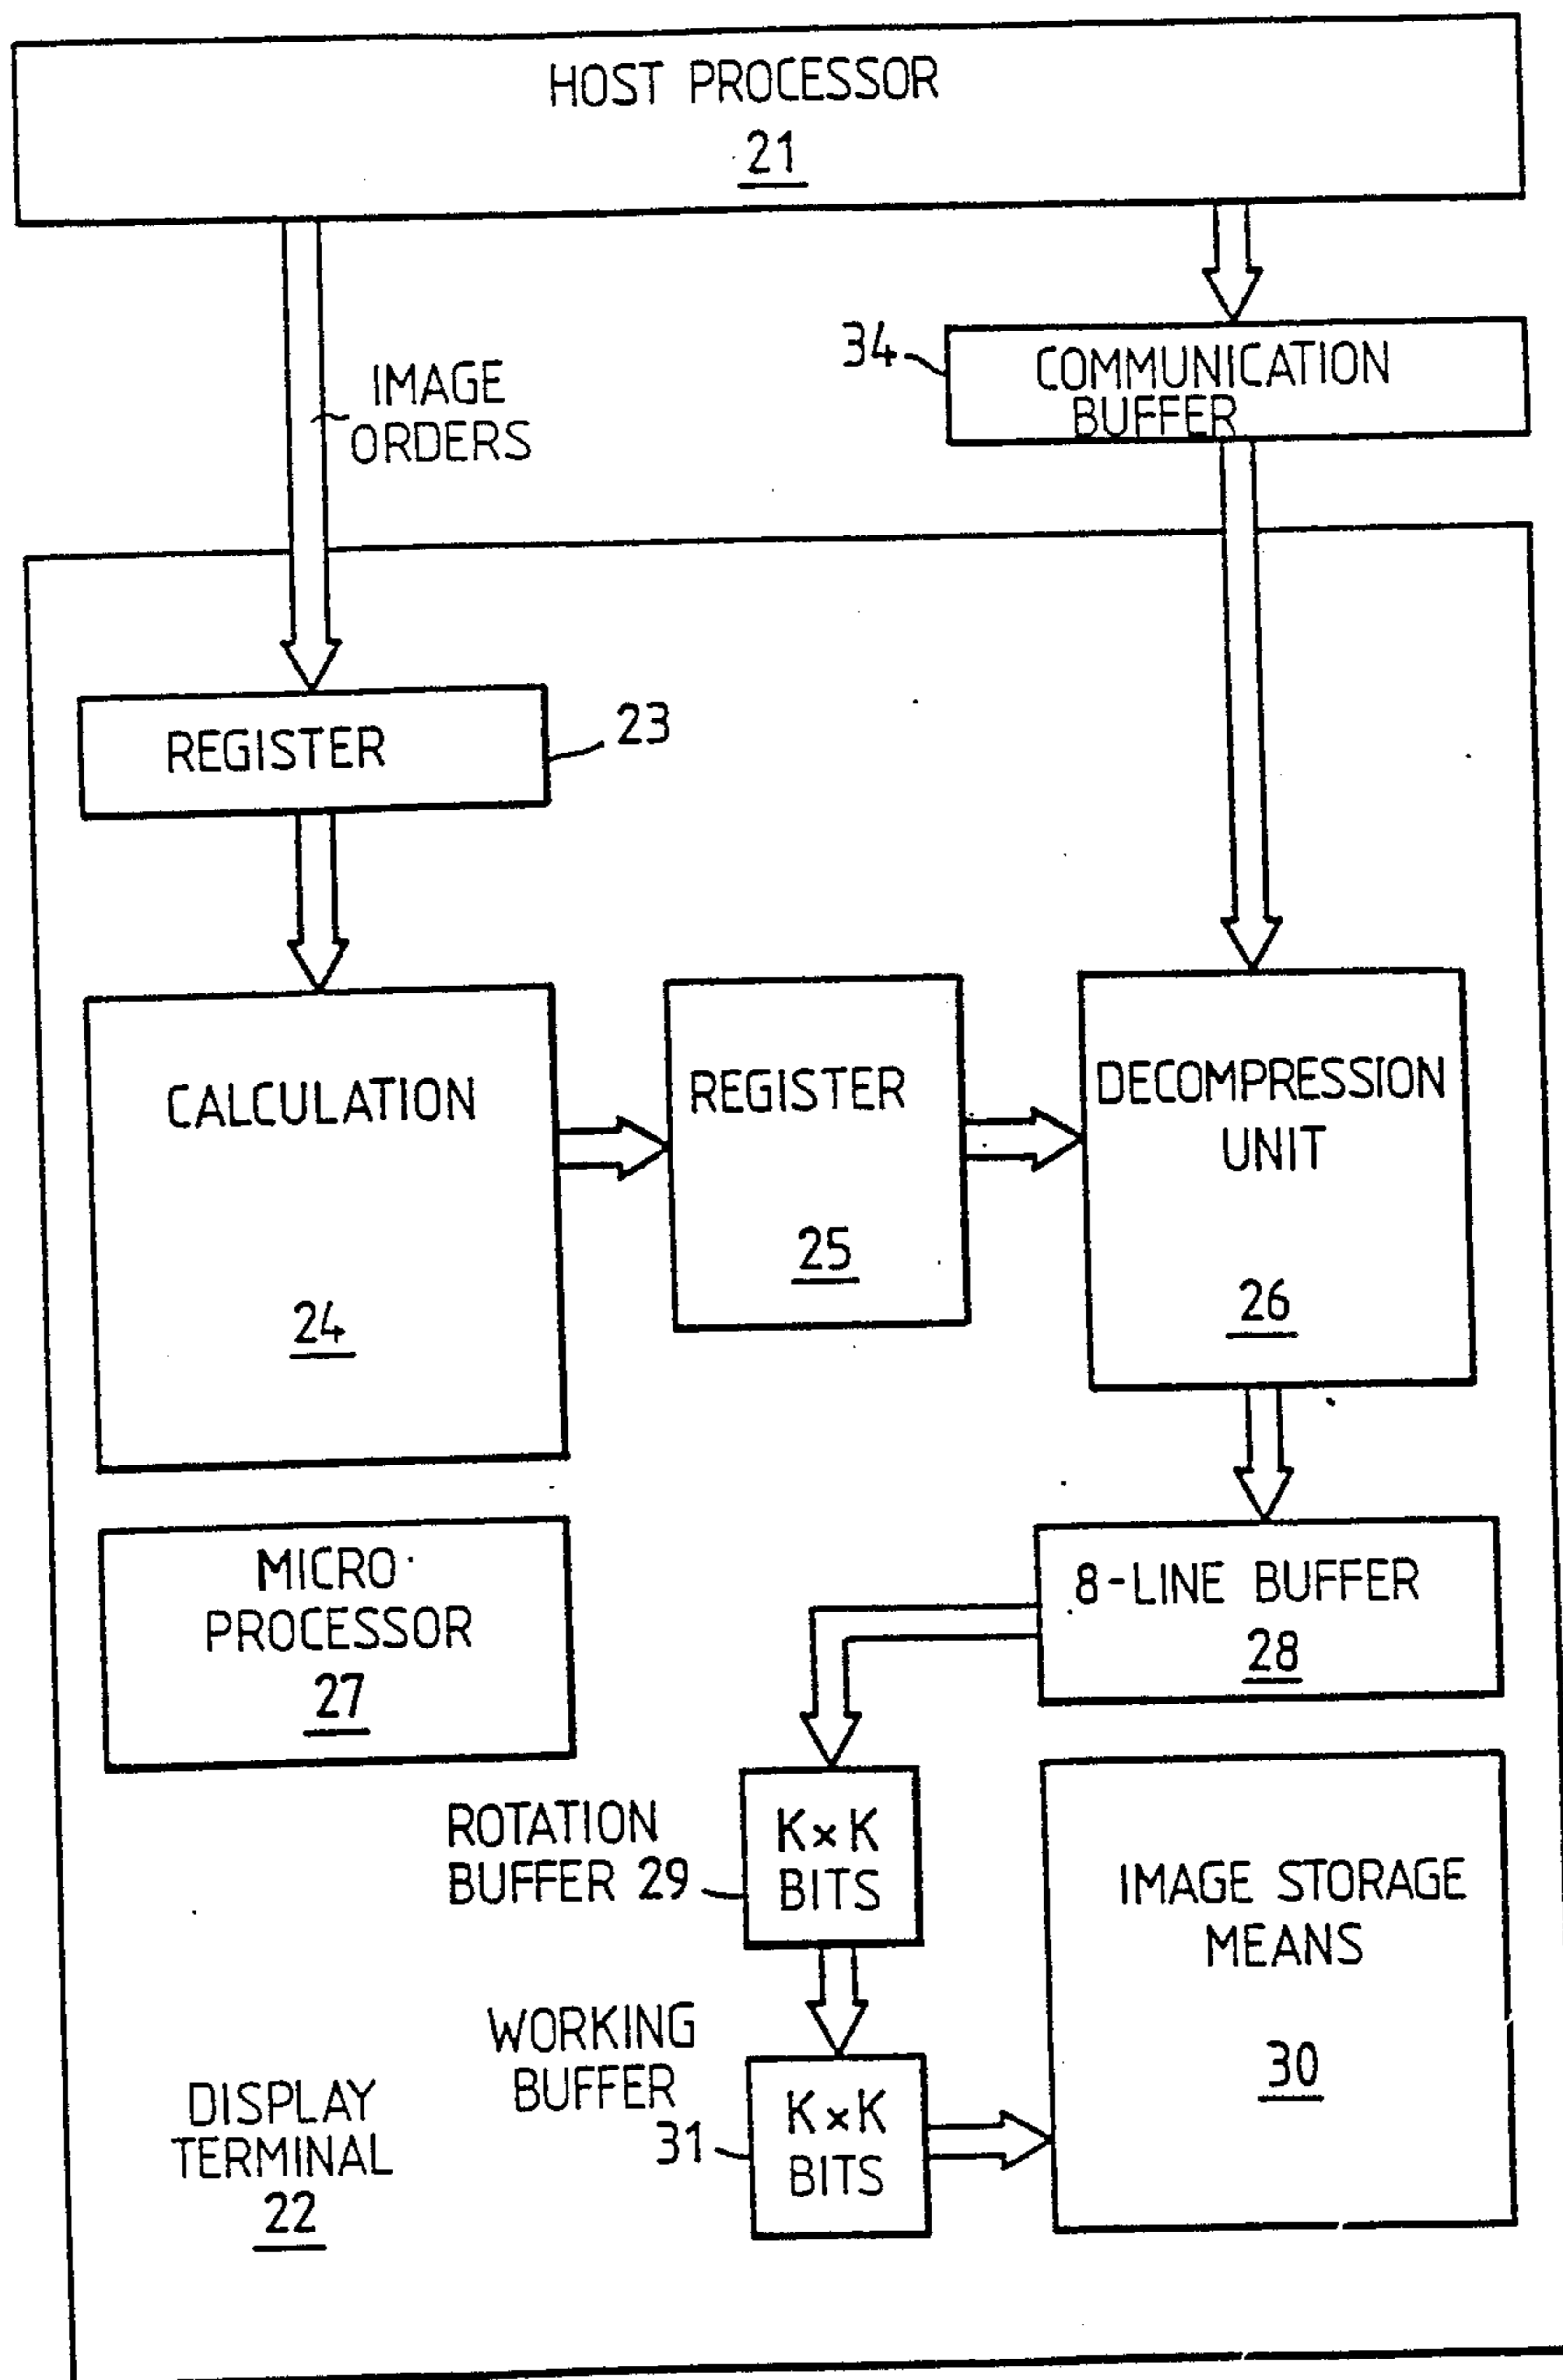 HOST PROCESSOR
21
IMAGE
ORDERS
34
COMMUNICATION
BUFFER
REGISTER
23
CALCULATION
24
REGISTER
25
DECOMPRESSION
UNIT
26
MICRO
PROCESSOR
27
8-LINE BUFFER
28
ROTATION
BUFFER 29
K×K
BITS
IMAGE STORAGE
MEANS
30
WORKING
BUFFER
31
K×K
BITS
DISPLAY
TERMINAL
22